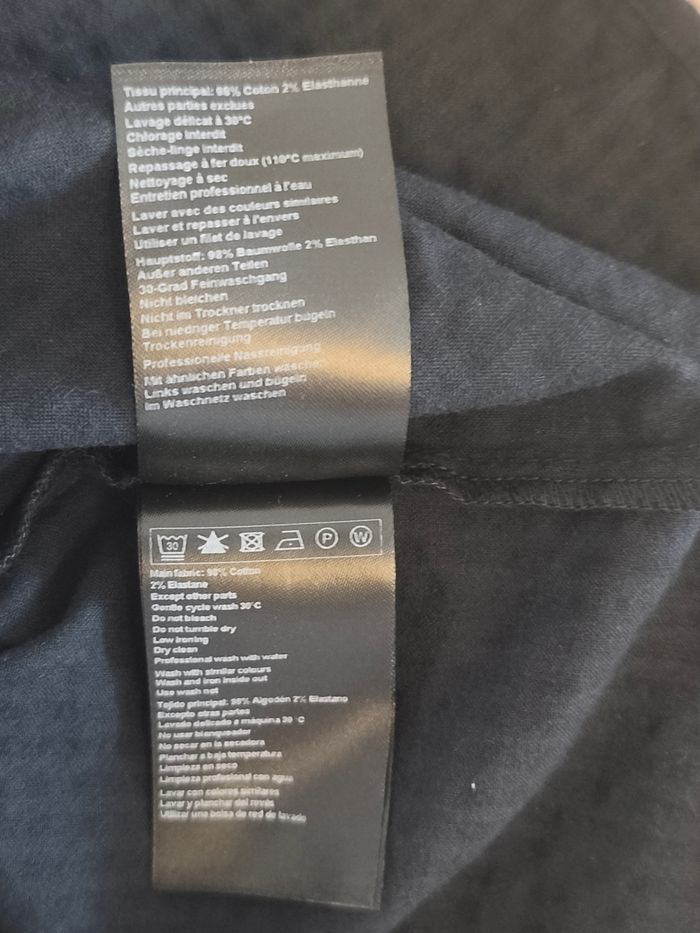 Tissu principal: 98% Coton 2% Elasthanne
Autres parties exclues
Lavage délicat à 30°C
Chlorage interdit
Sèche-linge interdit
Repassage à fer doux (110°C maximum)
Nettoyage à sec
Entretien professionnel à l'eau
Laver avec des couleurs similaires
Laver et repasser à l'envers
Utiliser un filet de lavage
Hauptstoff: 98% Baumwolle 2% Elasthan
Außer anderen Teilen
30-Grad Feinwaschgang
Nicht bleichen
Nicht im Trockner trocknen
Bei niedriger Temperatur bügeln
Trockenreinigung
Professionelle Nassreinigung
Mit ähnlichen Farben waschen
Links waschen und bügeln
Im Waschnetz waschen
30 P W
Main fabric: 98% Cotton
2% Elastane
Except other parts
Gentle cycle wash 30°C
Do not bleach
Do not tumble dry
Low ironing
Dry clean
Professional wash with water
Wash with similar colours
Wash and iron inside out
Use wash net
Tejido principal: 98% Algodón 2% Elastano
Excepto otras partes
Lavado delicado a máquina 30 °C
No usar blanqueador
No secar en la secadora
Planchar a baja temperatura
Limpieza en seco
Limpieza profesional con agua
Lavar con colores similares
Lavar y planchar del revés
Utilizar una bolsa de red de lavado